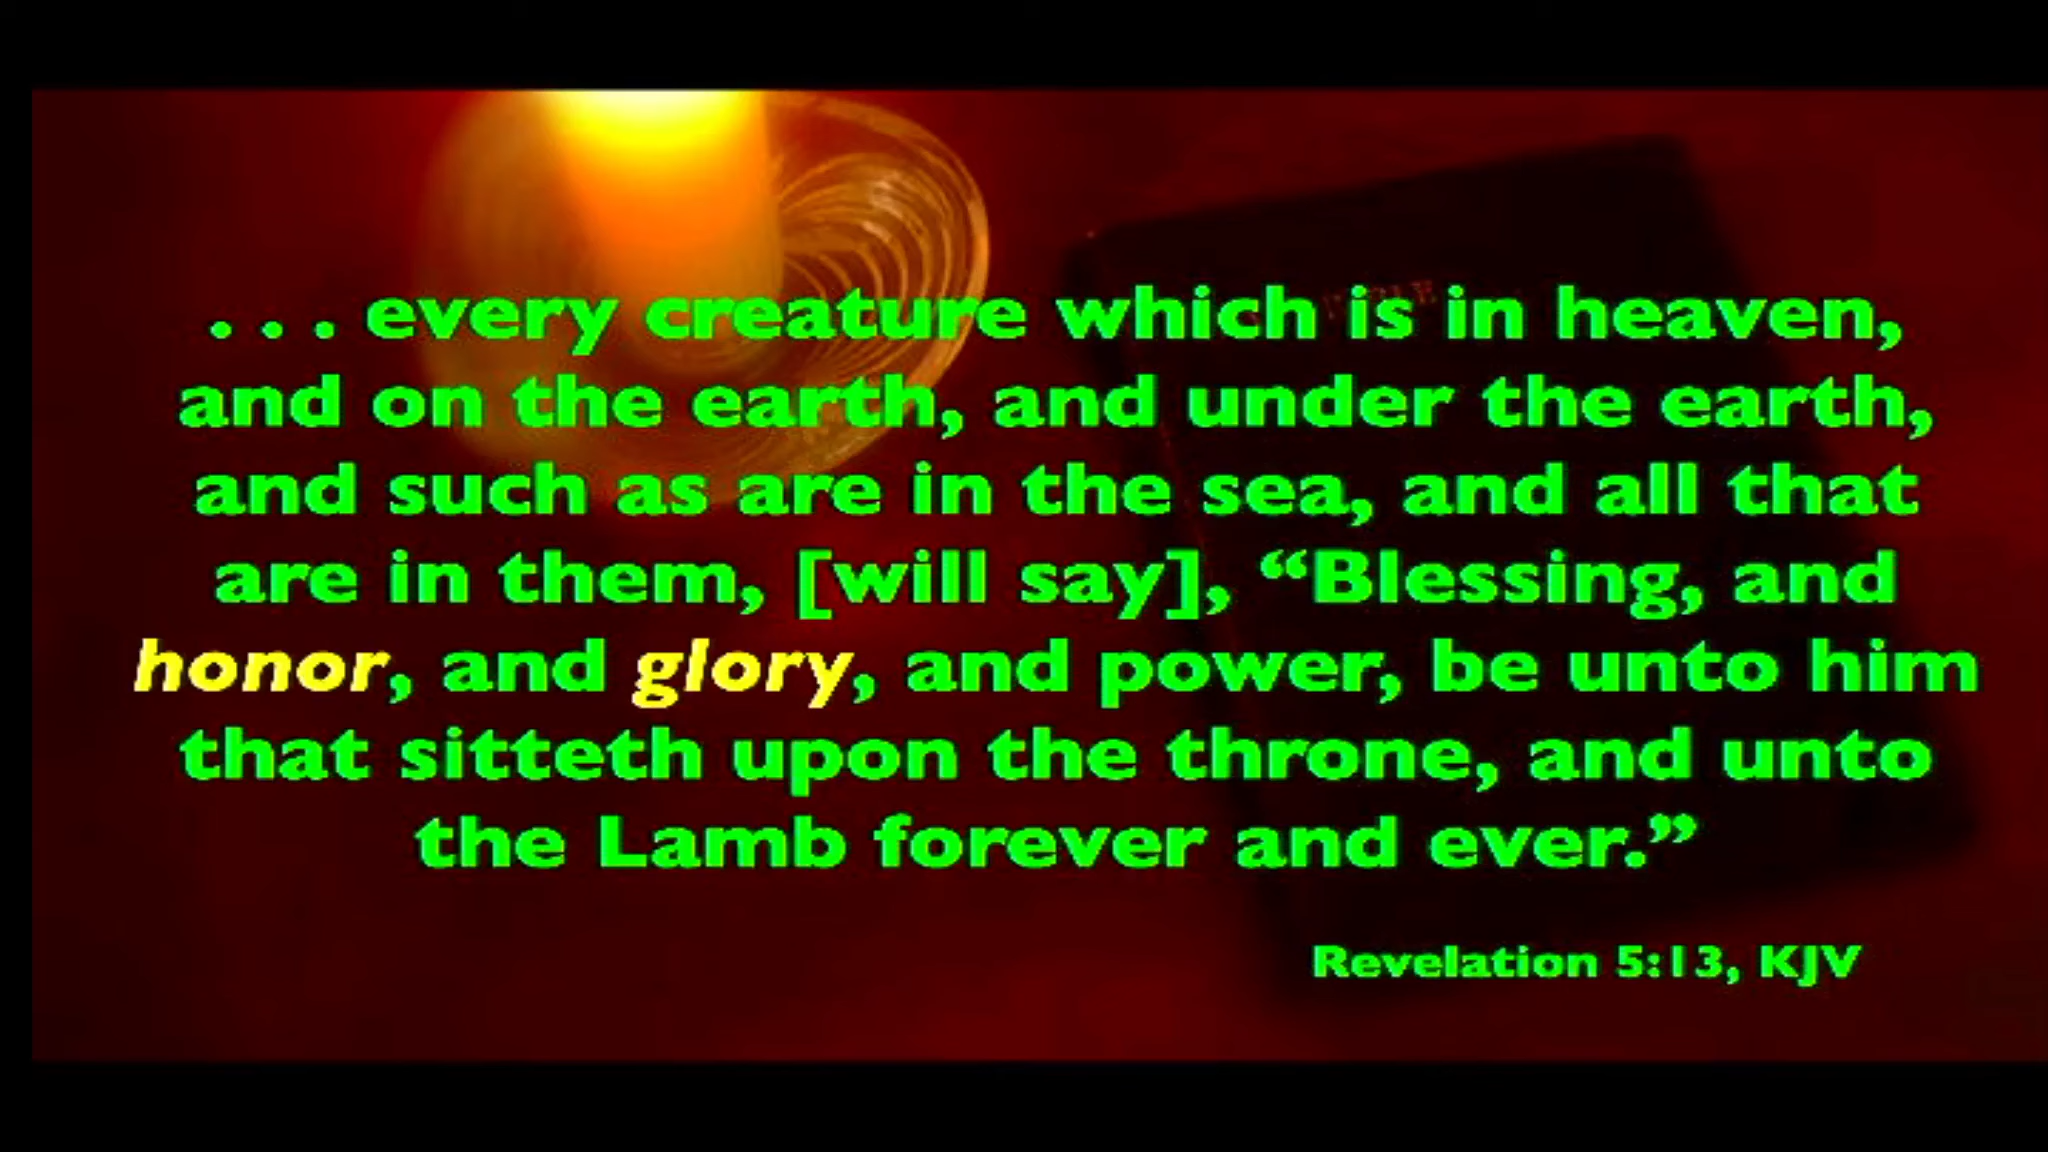 . . . every creature which is in heaven,
and on the earth, and under the earth,
and such as are in the sea, and all that
are in them, [will say], “Blessing, and
honor, and glory, and power, be unto him
that sitteth upon the throne, and unto
the Lamb forever and ever.”
Revelation 5:13, KJV